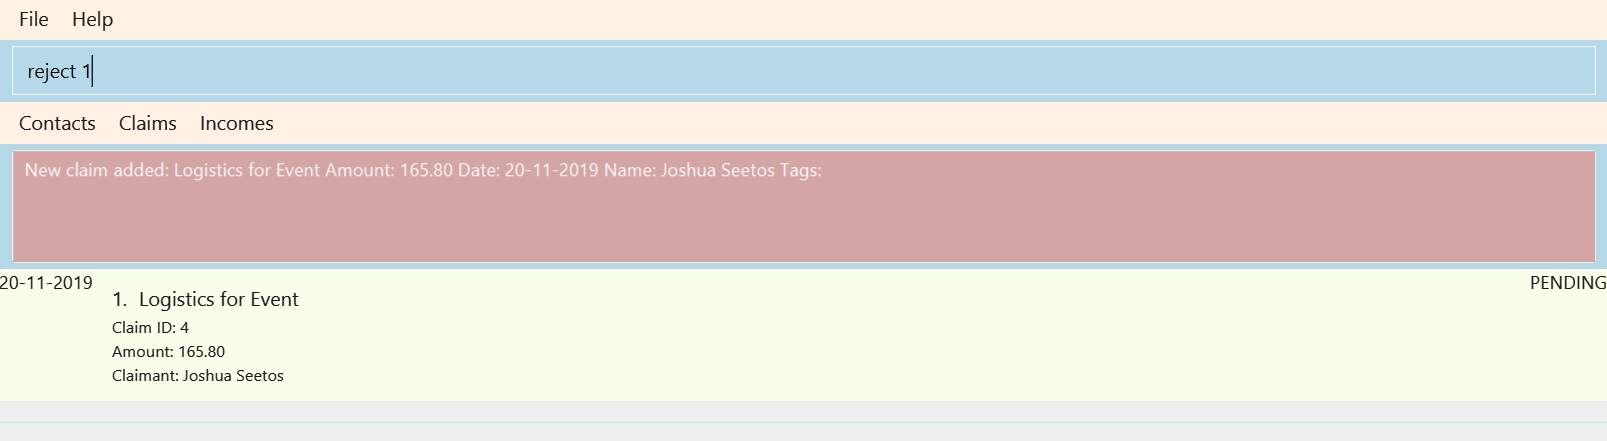 File Help
reject 1
Contacts Claims Incomes
New claim added: Logistics for Event Amount: 165.80 Date: 20-11-2019 Name: Joshua Seetos Tags:
20-11-2019 PENDING
1. Logistics for Event
Claim ID: 4
Amount: 165.80
Claimant: Joshua Seetos